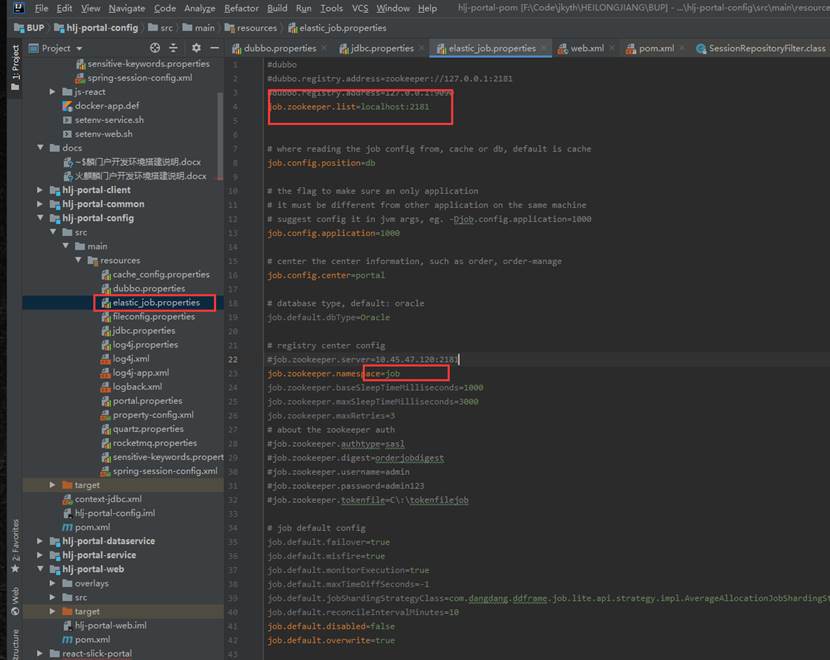 File Edit View Navigate Code Analyze Refactor Build Run Tools VCS Window Help hlj-portal-pom [F:\Code\jkyth\HEILONGJIANG\BUP] - ...\hlj-portal-config\src\main\resource
BUP hlj-portal-config src main resources elastic_job.properties
1: Project
Project
dubbo.properties jdbc.properties elastic_job.properties web.xml pom.xml SessionRepositoryFilter.class
sensitive-keywords.properties
spring-session-config.xml
js-react
docker-app.def
setenv-service.sh
setenv-web.sh
docs
~$麟门户开发环境搭建说明.docx
火麒麟门户开发环境搭建说明.docx
hlj-portal-client
hlj-portal-common
hlj-portal-config
src
main
resources
cache_config.properties
dubbo.properties
elastic_job.properties
fileconfig.properties
jdbc.properties
log4j.properties
log4j.xml
log4j-app.xml
logback.xml
portal.properties
property-config.xml
quartz.properties
rocketmq.properties
sensitive-keywords.propert
spring-session-config.xml
target
context-jdbc.xml
hlj-portal-config.iml
pom.xml
hlj-portal-dataservice
hlj-portal-service
hlj-portal-web
overlays
src
target
hlj-portal-web.iml
pom.xml
react-slick-portal
2: Favorites
Web
ructure
1 #dubbo
2 #dubbo.registry.address=zookeeper://127.0.0.1:2181
3 #dubbo.registry.address=127.0.0.1:9090
4 job.zookeeper.list=localhost:2181
5
6
7 # where reading the job config from, cache or db, default is cache
8 job.config.position=db
9
10 # the flag to make sure an only application
11 # it must be different from other application on the same machine
12 # suggest config it in jvm args, eg. -Djob.config.application=1000
13 job.config.application=1000
14
15 # center the center information, such as order, order-manage
16 job.config.center=portal
17
18 # database type, default: oracle
19 job.default.dbType=Oracle
20
21 # registry center config
22 #job.zookeeper.server=10.45.47.120:2181
23 job.zookeeper.namespace=job
24 job.zookeeper.baseSleepTimeMilliseconds=1000
25 job.zookeeper.maxSleepTimeMilliseconds=3000
26 job.zookeeper.maxRetries=3
27 # about the zookeeper auth
28 #job.zookeeper.authtype=sasl
29 #job.zookeeper.digest=orderjobdigest
30 #job.zookeeper.username=admin
31 #job.zookeeper.password=admin123
32 #job.zookeeper.tokenfile=C\:\tokenfilejob
33
34 # job default config
35 job.default.failover=true
36 job.default.misfire=true
37 job.default.monitorExecution=true
38 job.default.maxTimeDiffSeconds=-1
39 job.default.jobShardingStrategyClass=com.dangdang.ddframe.job.lite.api.strategy.impl.AverageAllocationJobShardingSt
40 job.default.reconcileIntervalMinutes=10
41 job.default.disabled=false
42 job.default.overwrite=true
43